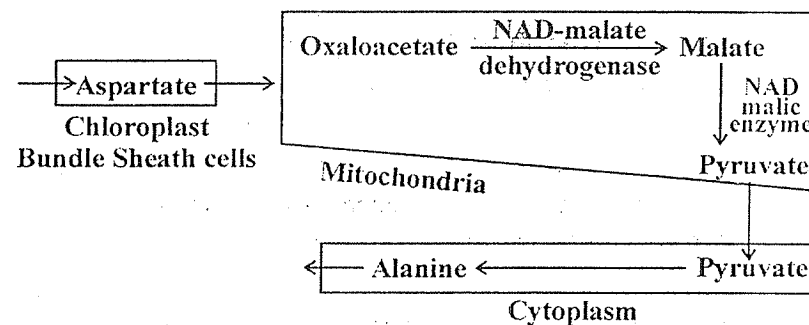 NAD-malate
Oxaloacetate Malate
dehydrogenase
Aspartate
NAD
malic
enzyme
Chloroplast
Bundle Sheath cells
Pyruvate
Mitochondria
Alanine Pyruvate
Cytoplasm